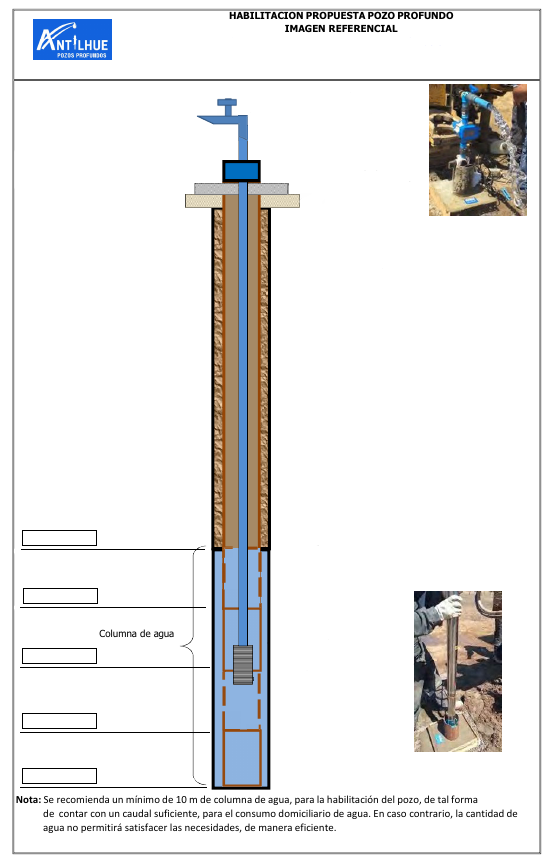 HABILITACION PROPUESTA POZO PROFUNDO
IMAGEN REFERENCIAL
ANTILHUE
POZOS PROFUNDOS
Columna de agua
Nota: Se recomienda un mínimo de 10 m de columna de agua, para la habilitación del pozo, de tal forma
de contar con un caudal suficiente, para el consumo domiciliario de agua. En caso contrario, la cantidad de
agua no permitirá satisfacer las necesidades, de manera eficiente.